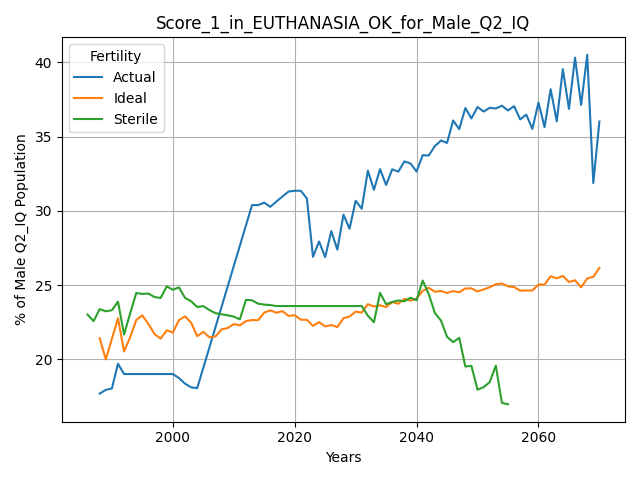 Score_1_in_EUTHANASIA_OK_for_Male_Q2_IQ
Fertility
Actual
Ideal
Sterile
% of Male Q2_IQ Population
40
35
30
25
20
2000
2020
2040
2060
Years